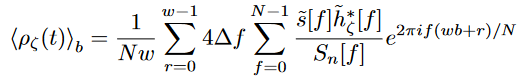 ⟨ρ_ζ(t)⟩_b = \frac{1}{Nw} \sum_{r=0}^{w-1} 4Δf \sum_{f=0}^{N-1} \frac{\tilde{s}[f]\tilde{h}_ζ^*[f]}{S_n[f]} e^{2πif(wb+r)/N}